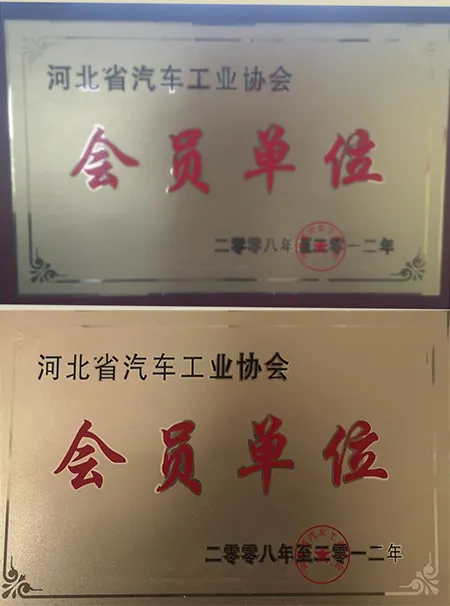 河北省汽车工业协会
会员单位
二零零八年至二零一二年
河北省汽车工业协会
会员单位
二零零八年至二零一二年